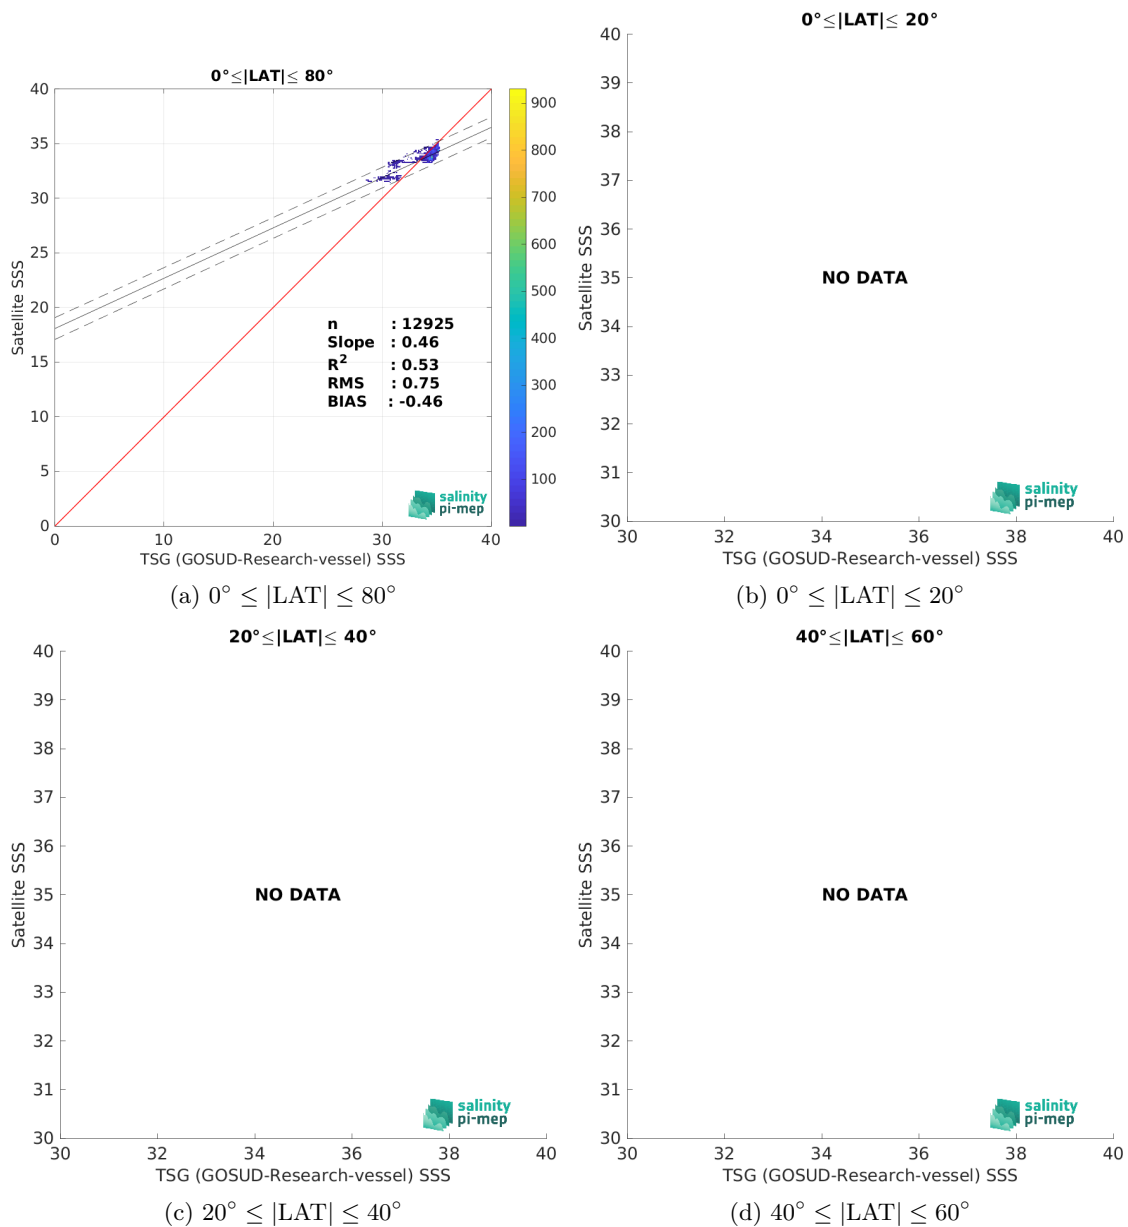 0°≤|LAT|≤ 80°
40
35
30
25
20
15
10
5
0
Satellite SSS
0
10
20
30
40
TSG (GOSUD-Research-vessel) SSS
900
800
700
600
500
400
300
200
100
n : 12925
Slope : 0.46
R² : 0.53
RMS : 0.75
BIAS : -0.46
salinity
pi-mep
(a) 0° ≤ |LAT| ≤ 80°
0°≤|LAT|≤ 20°
40
39
38
37
36
35
34
33
32
31
30
Satellite SSS
NO DATA
salinity
pi-mep
30
32
34
36
38
40
TSG (GOSUD-Research-vessel) SSS
(b) 0° ≤ |LAT| ≤ 20°
20°≤|LAT|≤ 40°
40
39
38
37
36
35
34
33
32
31
30
Satellite SSS
NO DATA
salinity
pi-mep
30
32
34
36
38
40
TSG (GOSUD-Research-vessel) SSS
(c) 20° ≤ |LAT| ≤ 40°
40°≤|LAT|≤ 60°
40
39
38
37
36
35
34
33
32
31
30
Satellite SSS
NO DATA
salinity
pi-mep
30
32
34
36
38
40
TSG (GOSUD-Research-vessel) SSS
(d) 40° ≤ |LAT| ≤ 60°